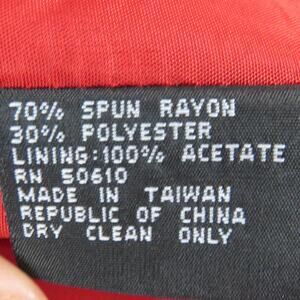 70% SPUN RAYON
30% POLYESTER
LINING:100% ACETATE
RN 50610
MADE IN TAIWAN
REPUBLIC OF CHINA
DRY CLEAN ONLY